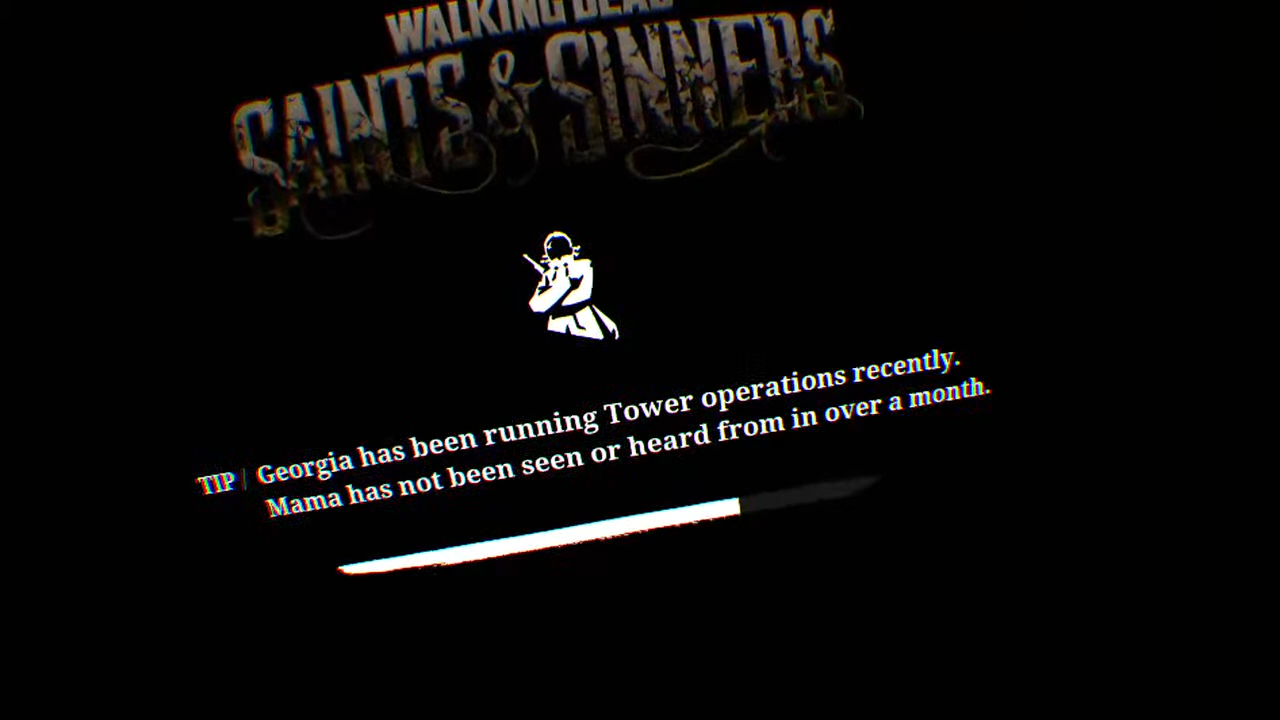 WALKING DEAD
SAINTS & SINNERS
TIP | Georgia has been running Tower operations recently.
Mama has not been seen or heard from in over a month.